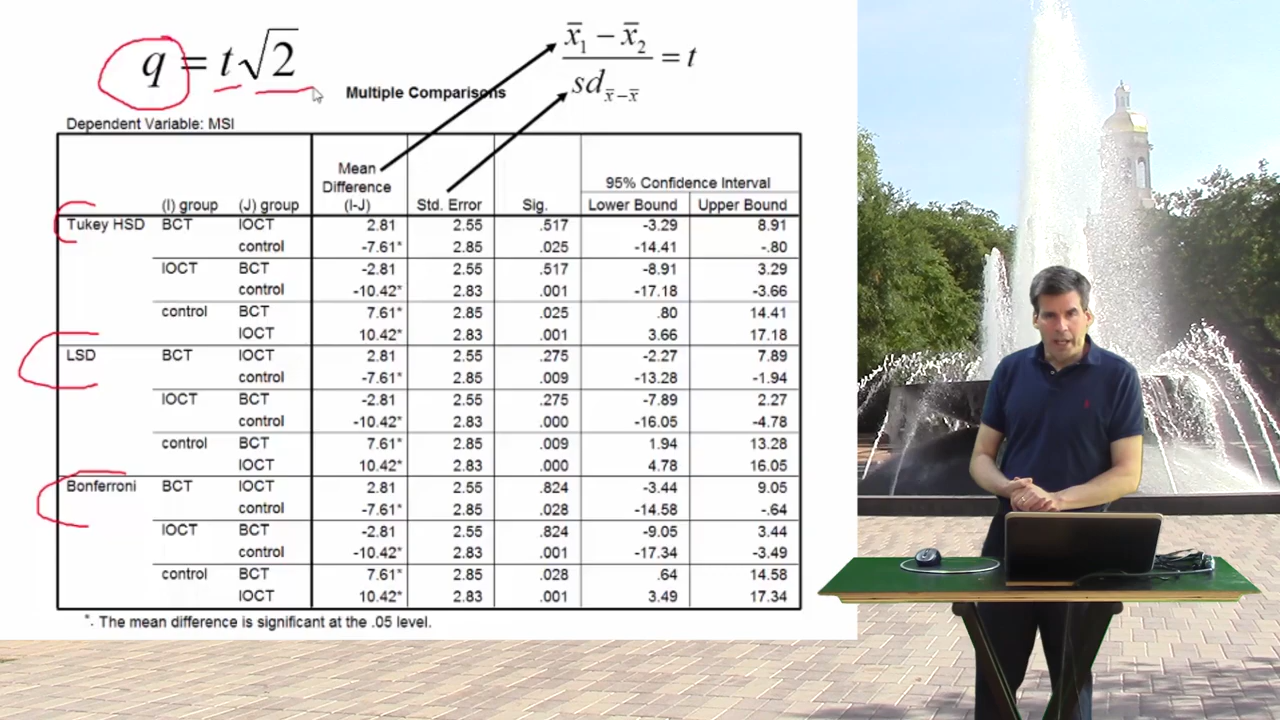 q = t√2
x̄₁ − x̄₂ / sd x̄−x̄ = t
Multiple Comparisons
Dependent Variable: MSI
(I) group (J) group Mean Difference (I-J) Std. Error Sig. 95% Confidence Interval Lower Bound Upper Bound
Tukey HSD BCT IOCT 2.81 2.55 .517 -3.29 8.91
control -7.61* 2.85 .025 -14.41 -.80
IOCT BCT -2.81 2.55 .517 -8.91 3.29
control -10.42* 2.83 .001 -17.18 -3.66
control BCT 7.61* 2.85 .025 .80 14.41
IOCT 10.42* 2.83 .001 3.66 17.18
LSD BCT IOCT 2.81 2.55 .275 -2.27 7.89
control -7.61* 2.85 .009 -13.28 -1.94
IOCT BCT -2.81 2.55 .275 -7.89 2.27
control -10.42* 2.83 .000 -16.05 -4.78
control BCT 7.61* 2.85 .009 1.94 13.28
IOCT 10.42* 2.83 .000 4.78 16.05
Bonferroni BCT IOCT 2.81 2.55 .824 -3.44 9.05
control -7.61* 2.85 .028 -14.58 -.64
IOCT BCT -2.81 2.55 .824 -9.05 3.44
control -10.42* 2.83 .001 -17.34 -3.49
control BCT 7.61* 2.85 .028 .64 14.58
IOCT 10.42* 2.83 .001 3.49 17.34
*. The mean difference is significant at the .05 level.